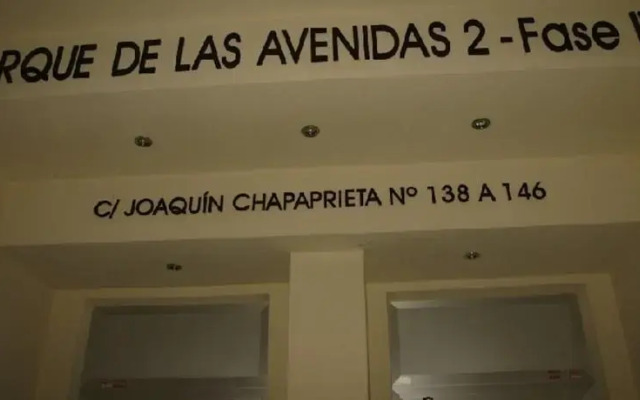 RQUE DE LAS AVENIDAS 2 - Fase
C/ JOAQUÍN CHAPAPRIETA Nº 138 A 146